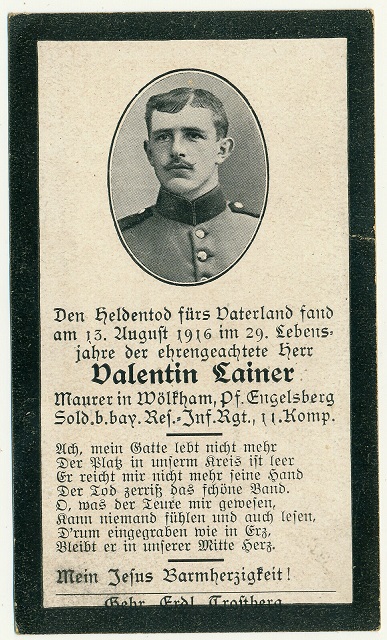 Den Heldentod fürs Vaterland fand
am 13. August 1916 im 29. Lebens-
jahre der ehrengeachtete Herr
Valentin Lainer
Maurer in Wölkham, Pf. Engelsberg
Sold. b. bay. Res.-Inf. Rgt., 11. Komp.
Ach, mein Gatte lebt nicht mehr
Der Platz in unserm Kreis ist leer
Er reicht mir nicht mehr seine Hand
Der Tod zerriß das schöne Band.
O, was der Teure mir gewesen,
Kann niemand fühlen und auch lesen,
D'rum eingegraben wie in Erz,
Bleibt er in unserer Mitte Herz.
Mein Jesus Barmherzigkeit!
Gebr. Erdl, Trostberg